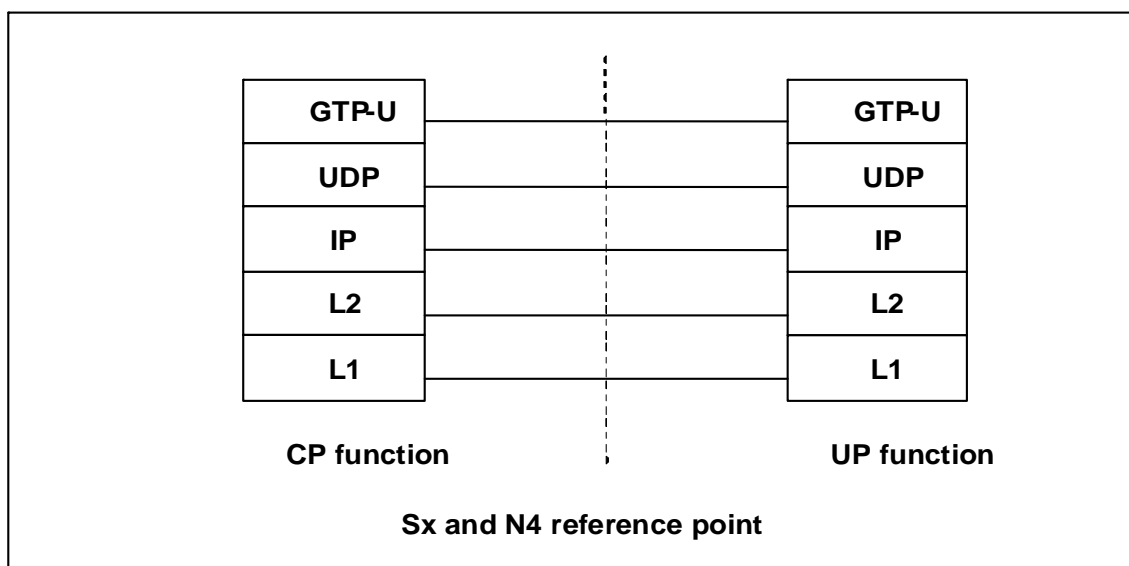 GTP-U GTP-U
UDP UDP
IP IP
L2 L2
L1 L1
CP function UP function
Sx and N4 reference point